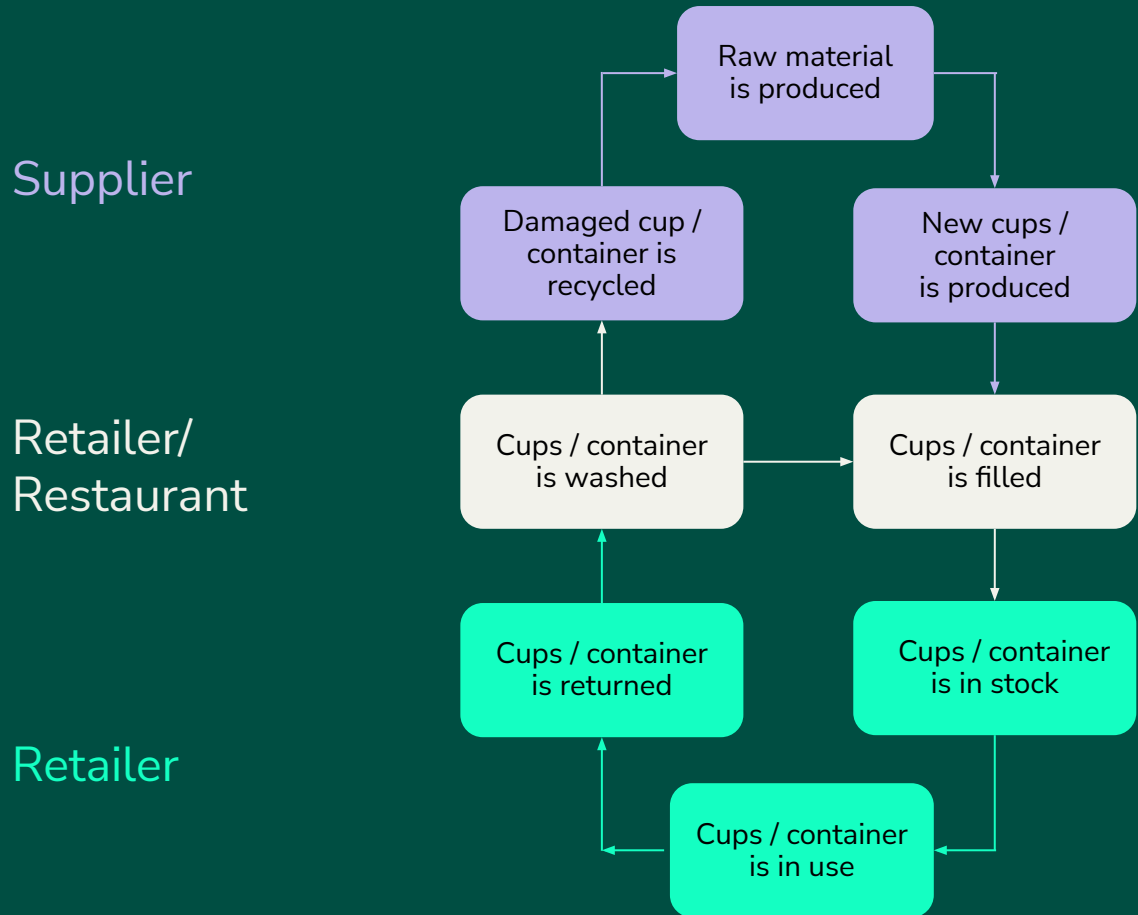 Raw material
is produced
Supplier
Damaged cup /
container is
recycled
New cups /
container
is produced
Retailer/
Restaurant
Cups / container
is washed
Cups / container
is filled
Cups / container
is returned
Cups / container
is in stock
Retailer
Cups / container
is in use